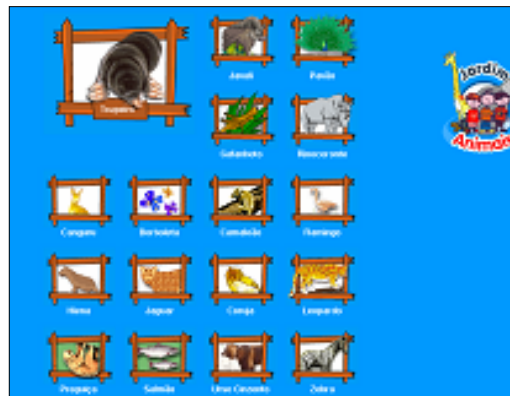 Toupeira
Javali
Pavão
Gafanhoto
Rinoceronte
Jardim
Animais
Canguru
Borboleta
Camaleão
Flamingo
Hiena
Jaguar
Coruja
Leopardo
Preguiça
Salmão
Urso Cinzento
Zebra